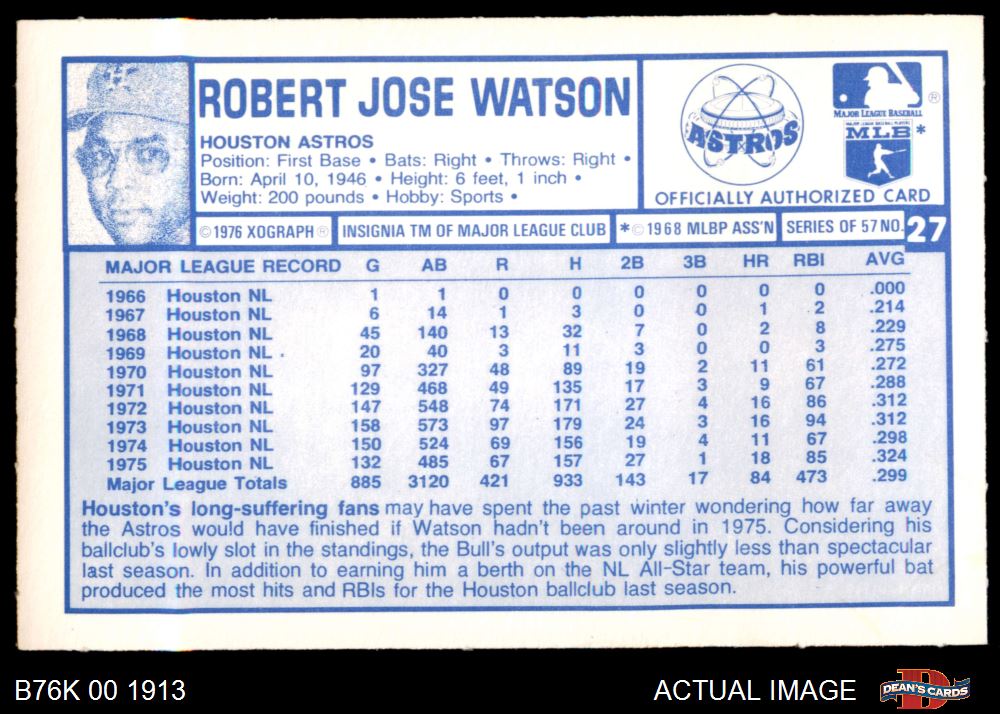 ROBERT JOSE WATSON
HOUSTON ASTROS
Position: First Base • Bats: Right • Throws: Right •
Born: April 10, 1946 • Height: 6 feet, 1 inch •
Weight: 200 pounds • Hobby: Sports •
H
ASTROS
MAJOR LEAGUE BASEBALL
®
MAJOR LEAGUE BASEBALL PLAYERS
MLB*
OFFICIALLY AUTHORIZED CARD
©1976 XOGRAPH® INSIGNIA TM OF MAJOR LEAGUE CLUB *©1968 MLBP ASS'N SERIES OF 57 NO. 27
MAJOR LEAGUE RECORD G AB R H 2B 3B HR RBI AVG
1966 Houston NL 1 1 0 0 0 0 0 0 .000
1967 Houston NL 6 14 1 3 0 0 1 2 .214
1968 Houston NL 45 140 13 32 7 0 2 8 .229
1969 Houston NL . 20 40 3 11 3 0 0 3 .275
1970 Houston NL 97 327 48 89 19 2 11 61 .272
1971 Houston NL 129 468 49 135 17 3 9 67 .288
1972 Houston NL 147 548 74 171 27 4 16 86 .312
1973 Houston NL 158 573 97 179 24 3 16 94 .312
1974 Houston NL 150 524 69 156 19 4 11 67 .298
1975 Houston NL 132 485 67 157 27 1 18 85 .324
Major League Totals 885 3120 421 933 143 17 84 473 .299
Houston's long-suffering fans may have spent the past winter wondering how far away
the Astros would have finished if Watson hadn't been around in 1975. Considering his
ballclub's lowly slot in the standings, the Bull's output was only slightly less than spectacular
last season. In addition to earning him a berth on the NL All-Star team, his powerful bat
produced the most hits and RBIs for the Houston ballclub last season.
B76K 00 1913
ACTUAL IMAGE
D
DEAN'S CARDS